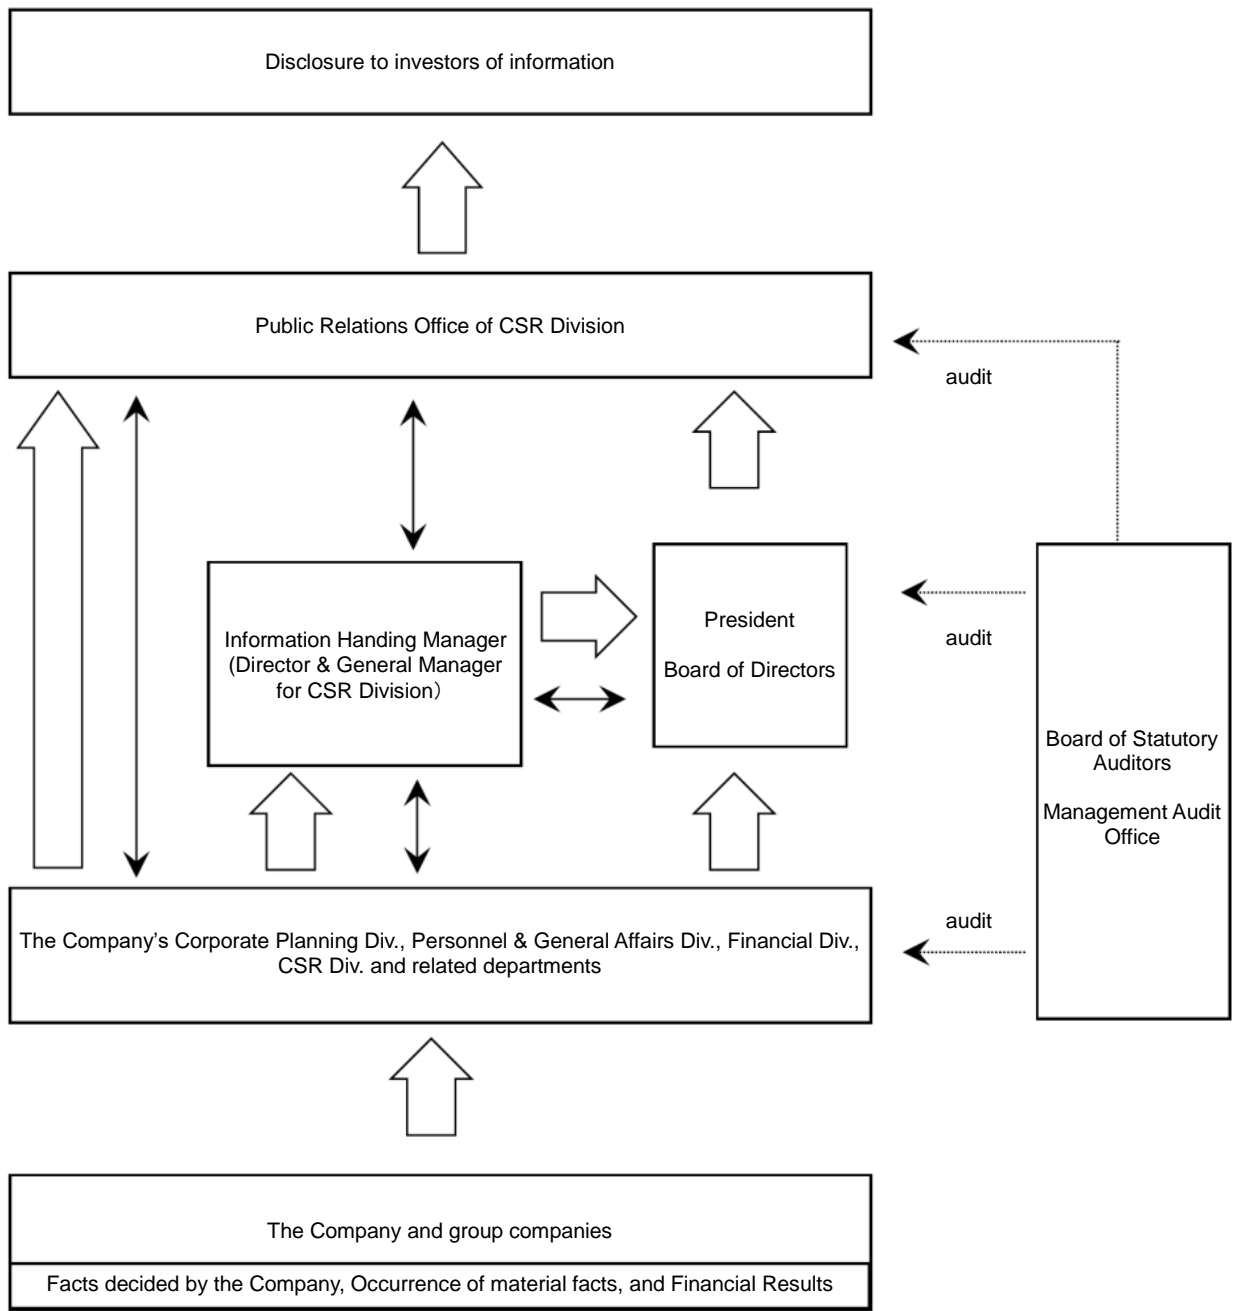 Disclosure to investors of information
Public Relations Office of CSR Division
audit
Information Handing Manager
(Director & General Manager
for CSR Division）
President
Board of Directors
audit
Board of Statutory
Auditors
Management Audit
Office
The Company’s Corporate Planning Div., Personnel & General Affairs Div., Financial Div.,
CSR Div. and related departments
audit
The Company and group companies
Facts decided by the Company, Occurrence of material facts, and Financial Results